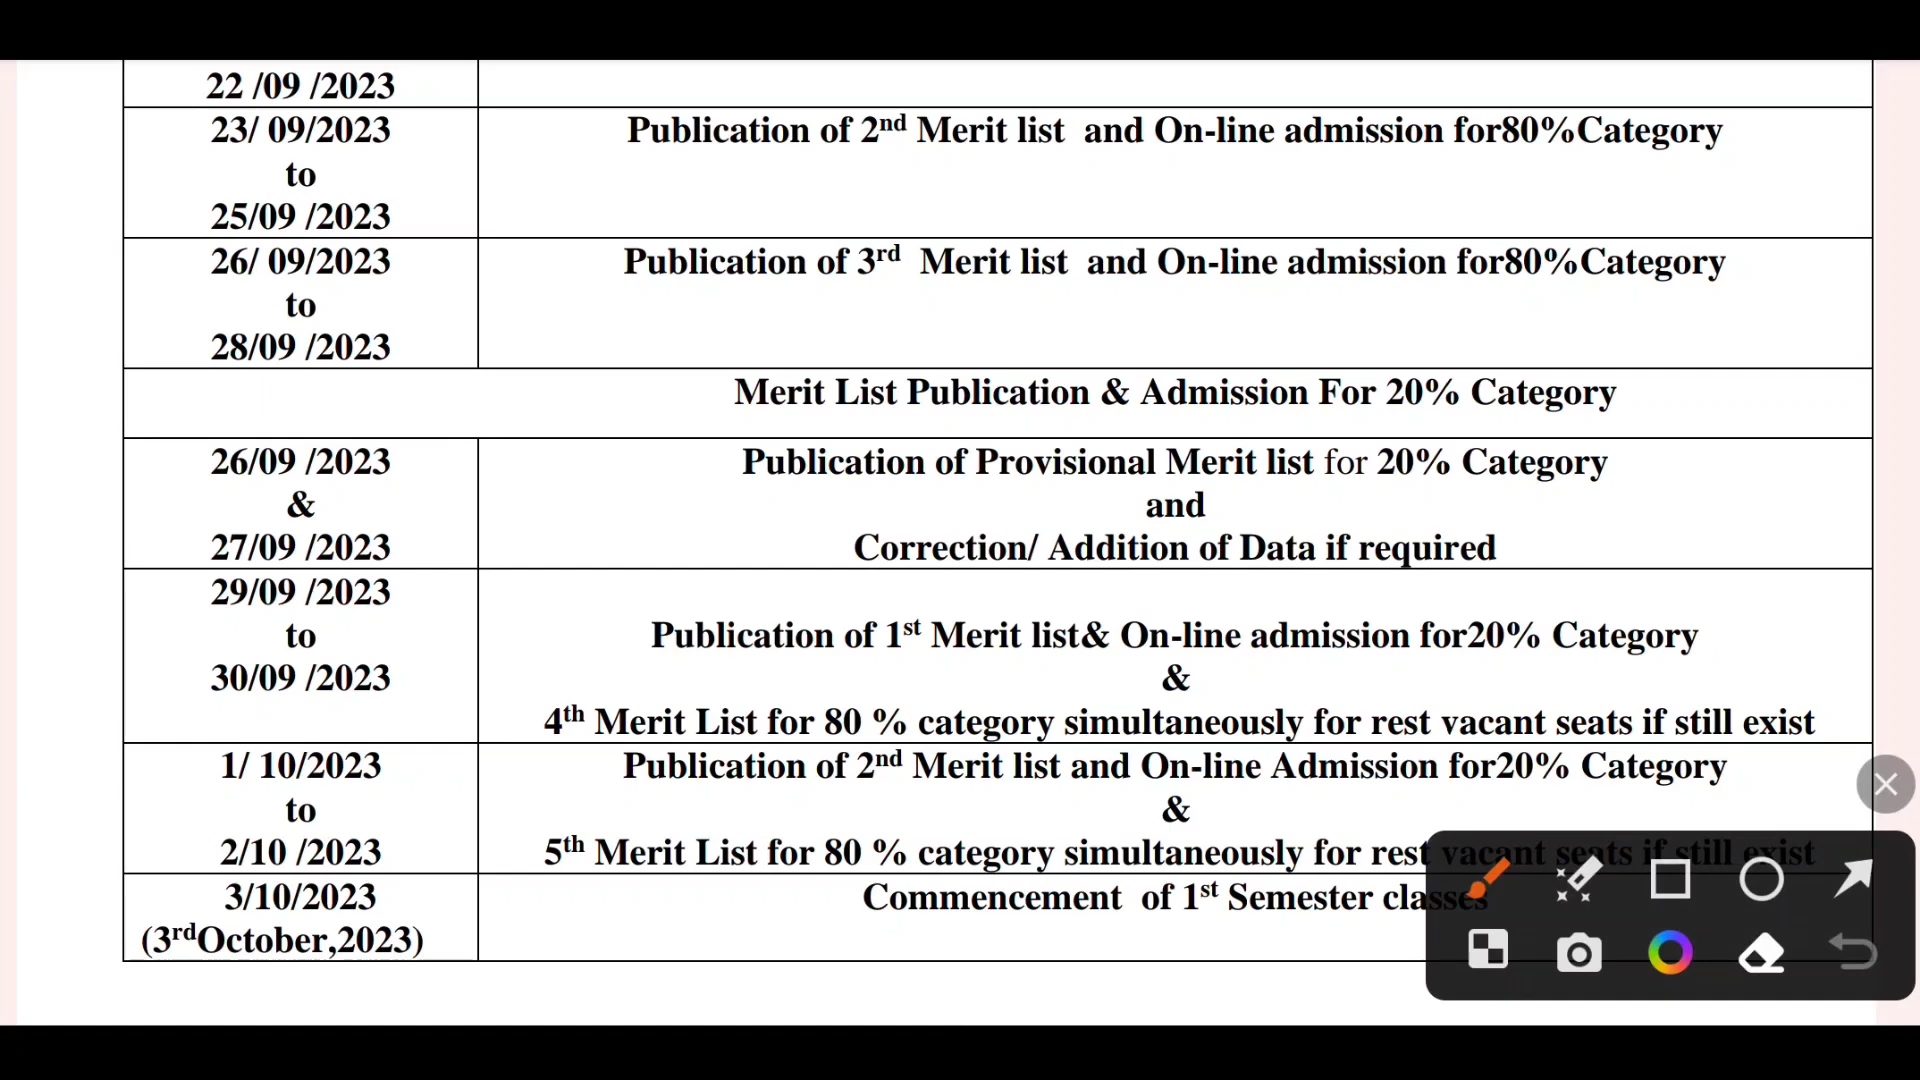 22 /09 /2023
23/ 09/2023
to
25/09 /2023
Publication of 2nd Merit list and On-line admission for80%Category
26/ 09/2023
to
28/09 /2023
Publication of 3rd Merit list and On-line admission for80%Category
Merit List Publication & Admission For 20% Category
26/09 /2023
&
27/09 /2023
Publication of Provisional Merit list for 20% Category
and
Correction/ Addition of Data if required
29/09 /2023
to
30/09 /2023
Publication of 1st Merit list& On-line admission for20% Category
&
4th Merit List for 80 % category simultaneously for rest vacant seats if still exist
1/ 10/2023
to
2/10 /2023
Publication of 2nd Merit list and On-line Admission for20% Category
&
5th Merit List for 80 % category simultaneously for rest vacant seats if still exist
3/10/2023
(3rdOctober,2023)
Commencement of 1st Semester classes